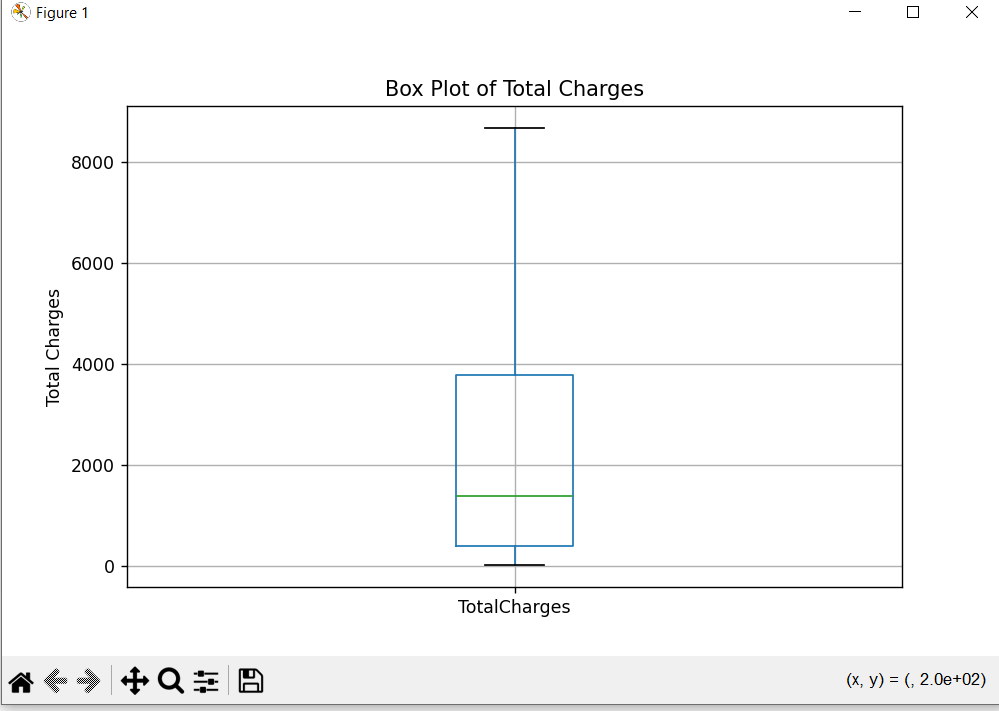 Figure 1
Box Plot of Total Charges
8000
6000
4000
2000
0
Total Charges
TotalCharges
(x, y) = (, 2.0e+02)